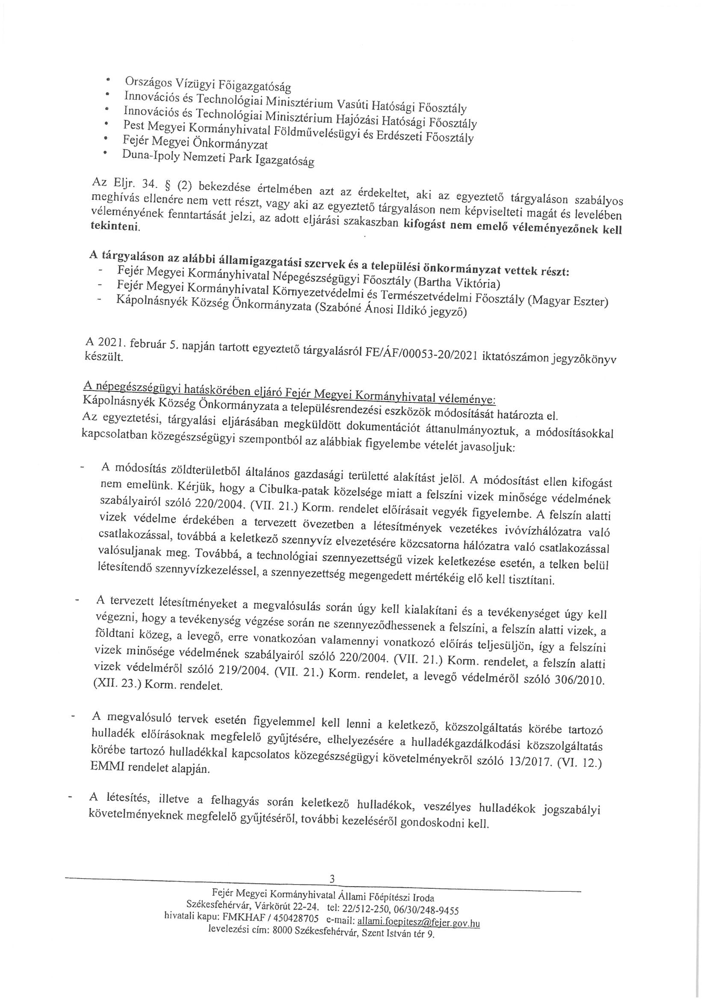 • Országos Vízügyi Főigazgatóság
• Innovációs és Technológiai Minisztérium Vasúti Hatósági Főosztály
• Innovációs és Technológiai Minisztérium Hajózási Hatósági Főosztály
• Pest Megyei Kormányhivatal Földművelésügyi és Erdészeti Főosztály
• Fejér Megyei Önkormányzat
• Duna-Ipoly Nemzeti Park Igazgatóság
Az Eljr. 34. § (2) bekezdése értelmében azt az érdekeltet, aki az egyeztető tárgyaláson szabályos
meghívás ellenére nem vett részt, vagy aki az egyeztető tárgyaláson nem képviselteti magát és levelében
véleményének fenntartását jelzi, az adott eljárási szakaszban kifogást nem emelő véleményezőnek kell
tekinteni.
A tárgyaláson az alábbi államigazgatási szervek és a települési önkormányzat vettek részt:
- Fejér Megyei Kormányhivatal Népegészségügyi Főosztály (Bartha Viktória)
- Fejér Megyei Kormányhivatal Környezetvédelmi és Természetvédelmi Főosztály (Magyar Eszter)
- Kápolnásnyék Község Önkormányzata (Szabóné Ánosi Ildikó jegyző)
A 2021. február 5. napján tartott egyeztető tárgyalásról FE/ÁF/00053-20/2021 iktatószámon jegyzőkönyv
készült.
A népegészségügyi hatáskörében eljáró Fejér Megyei Kormányhivatal véleménye:
Kápolnásnyék Község Önkormányzata a településrendezési eszközök módosítását határozta el.
Az egyeztetési, tárgyalási eljárásában megküldött dokumentációt áttanulmányoztuk, a módosításokkal
kapcsolatban közegészségügyi szempontból az alábbiak figyelembe vételét javasoljuk:
- A módosítás zöldterületből általános gazdasági területté alakítást jelöl. A módosítást ellen kifogást
nem emelünk. Kérjük, hogy a Cibulka-patak közelsége miatt a felszíni vizek minősége védelmének
szabályairól szóló 220/2004. (VII. 21.) Korm. rendelet előírásait vegyék figyelembe. A felszín alatti
vizek védelme érdekében a tervezett övezetben a létesítmények vezetékes ivóvízhálózatra való
csatlakozással, továbbá a keletkező szennyvíz elvezetésére közcsatorna hálózatra való csatlakozással
valósuljanak meg. Továbbá, a technológiai szennyezettségű vizek keletkezése esetén, a telken belül
létesítendő szennyvízkezeléssel, a szennyezettség megengedett mértékéig elő kell tisztítani.
- A tervezett létesítményeket a megvalósulás során úgy kell kialakítani és a tevékenységet úgy kell
végezni, hogy a tevékenység végzése során ne szennyeződhessenek a felszíni, a felszín alatti vizek, a
földtani közeg, a levegő, erre vonatkozóan valamennyi vonatkozó előírás teljesüljön, így a felszíni
vizek minősége védelmének szabályairól szóló 220/2004. (VII. 21.) Korm. rendelet, a felszín alatti
vizek védelméről szóló 219/2004. (VII. 21.) Korm. rendelet, a levegő védelméről szóló 306/2010.
(XII. 23.) Korm. rendelet.
- A megvalósuló tervek esetén figyelemmel kell lenni a keletkező, közszolgáltatás körébe tartozó
hulladék előírásoknak megfelelő gyűjtésére, elhelyezésére a hulladékgazdálkodási közszolgáltatás
körébe tartozó hulladékkal kapcsolatos közegészségügyi követelményekről szóló 13/2017. (VI. 12.)
EMMI rendelet alapján.
- A létesítés, illetve a felhagyás során keletkező hulladékok, veszélyes hulladékok jogszabályi
követelményeknek megfelelő gyűjtéséről, további kezeléséről gondoskodni kell.
3
Fejér Megyei Kormányhivatal Állami Főépítészi Iroda
Székesfehérvár, Várkörút 22-24. tel: 22/512-250, 06/30/248-9455
hivatali kapu: FMKHAF / 450428705 e-mail: allami.foepitesz@fejer.gov.hu
levelezési cím: 8000 Székesfehérvár, Szent István tér 9.